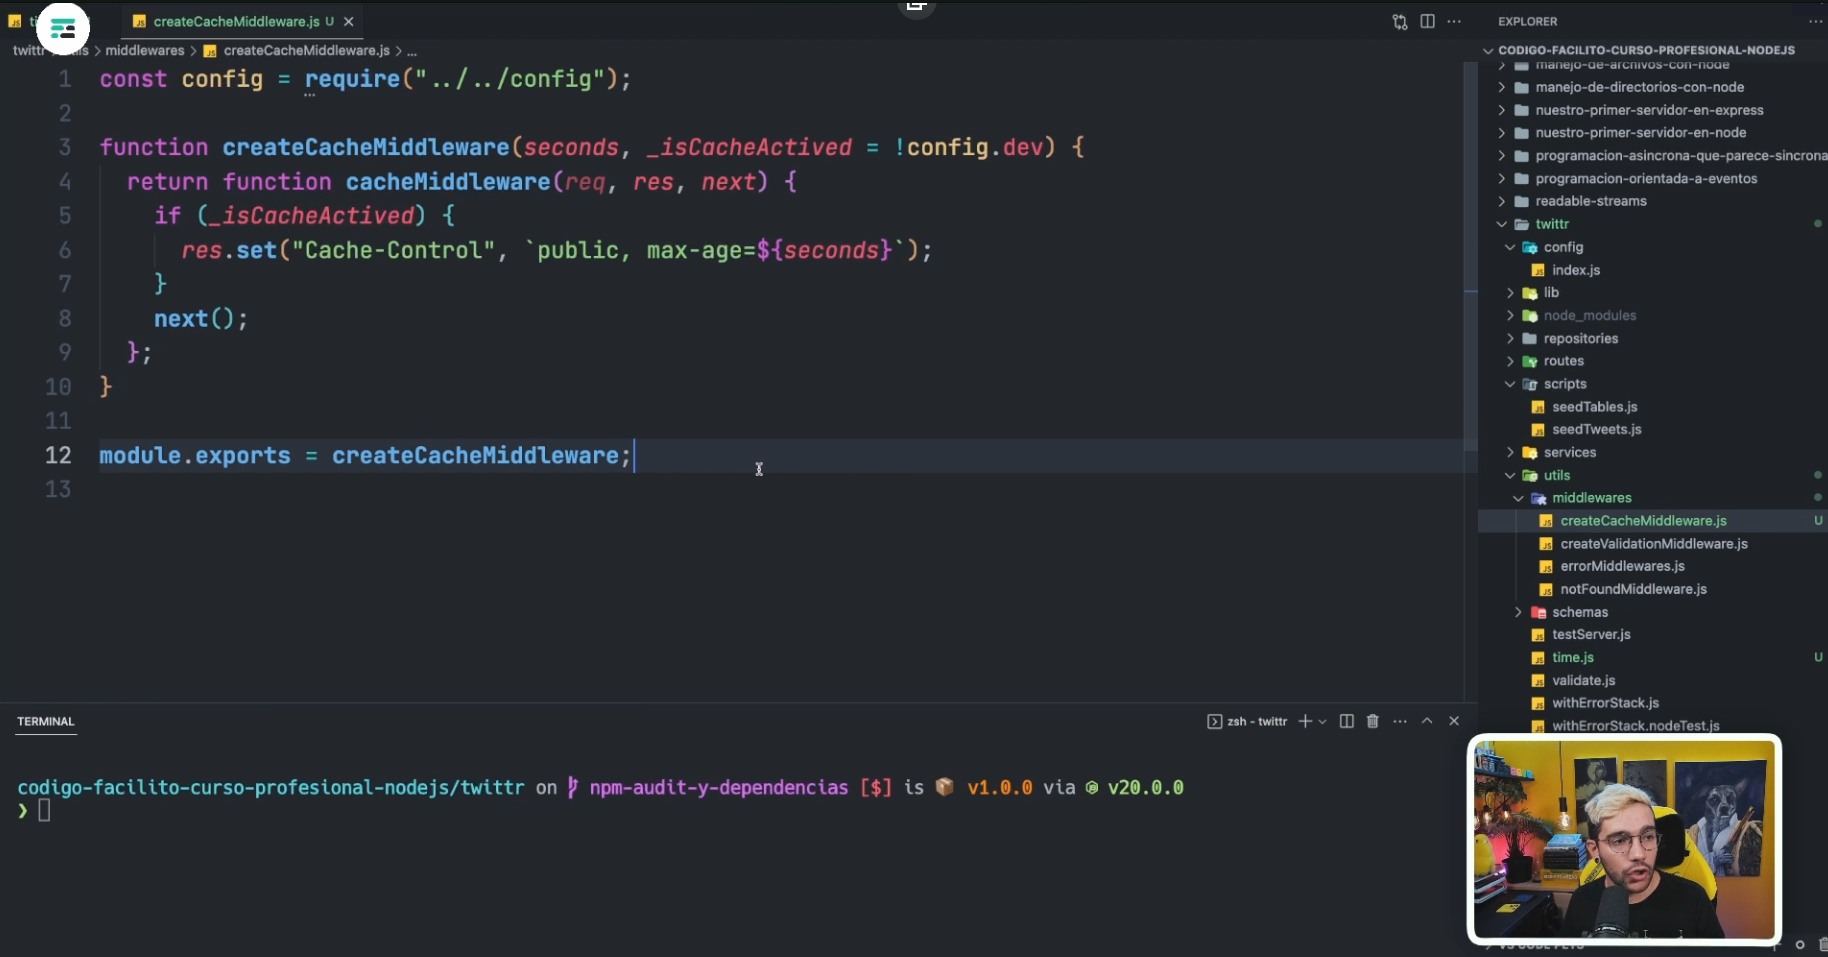 createCacheMiddleware.js U
EXPLORER
twittr
> middlewares > createCacheMiddleware.js > ...
CODIGO-FACILITO-CURSO-PROFESIONAL-NODEJS
1 const config = require("../../config");
2
3 function createCacheMiddleware(seconds, _isCacheActived = !config.dev) {
4 return function cacheMiddleware(req, res, next) {
5 if (_isCacheActived) {
6 res.set("Cache-Control", `public, max-age=${seconds}`);
7 }
8 next();
9 };
10 }
11
12 module.exports = createCacheMiddleware;
13
manejo-de-archivos-con-node
manejo-de-directorios-con-node
nuestro-primer-servidor-en-express
nuestro-primer-servidor-en-node
programacion-asincrona-que-parece-sincrona
programacion-orientada-a-eventos
readable-streams
twittr
config
index.js
lib
node_modules
repositories
routes
scripts
seedTables.js
seedTweets.js
services
utils
middlewares
createCacheMiddleware.js U
createValidationMiddleware.js
errorMiddlewares.js
notFoundMiddleware.js
schemas
testServer.js
time.js U
validate.js
withErrorStack.js
withErrorStack.nodeTest.js
TERMINAL
zsh - twittr
codigo-facilito-curso-profesional-nodejs/twittr on npm-audit-y-dependencias [$] is 📦 v1.0.0 via v20.0.0
❯
VS CODE PETS